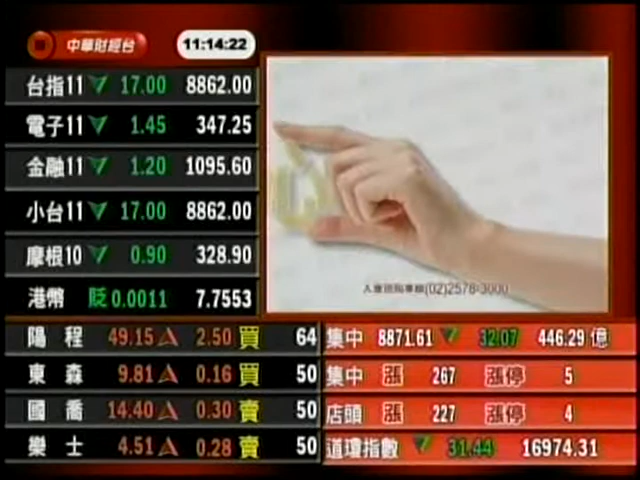 中華財經台 11:14:22
台指11 17.00 8862.00
電子11 1.45 347.25
金融11 1.20 1095.60
小台11 17.00 8862.00
摩根10 0.90 328.90
港幣 貶 0.0011 7.7553
(02)2578-3000
陽程 49.15 2.50 買 64
東森 9.81 0.16 買 50
國喬 14.40 0.30 賣 50
樂士 4.51 0.28 賣 50
集中 8871.61 32.07 446.29億
集中 漲 267 漲停 5
店頭 漲 227 漲停 4
道瓊指數 31.44 16974.31